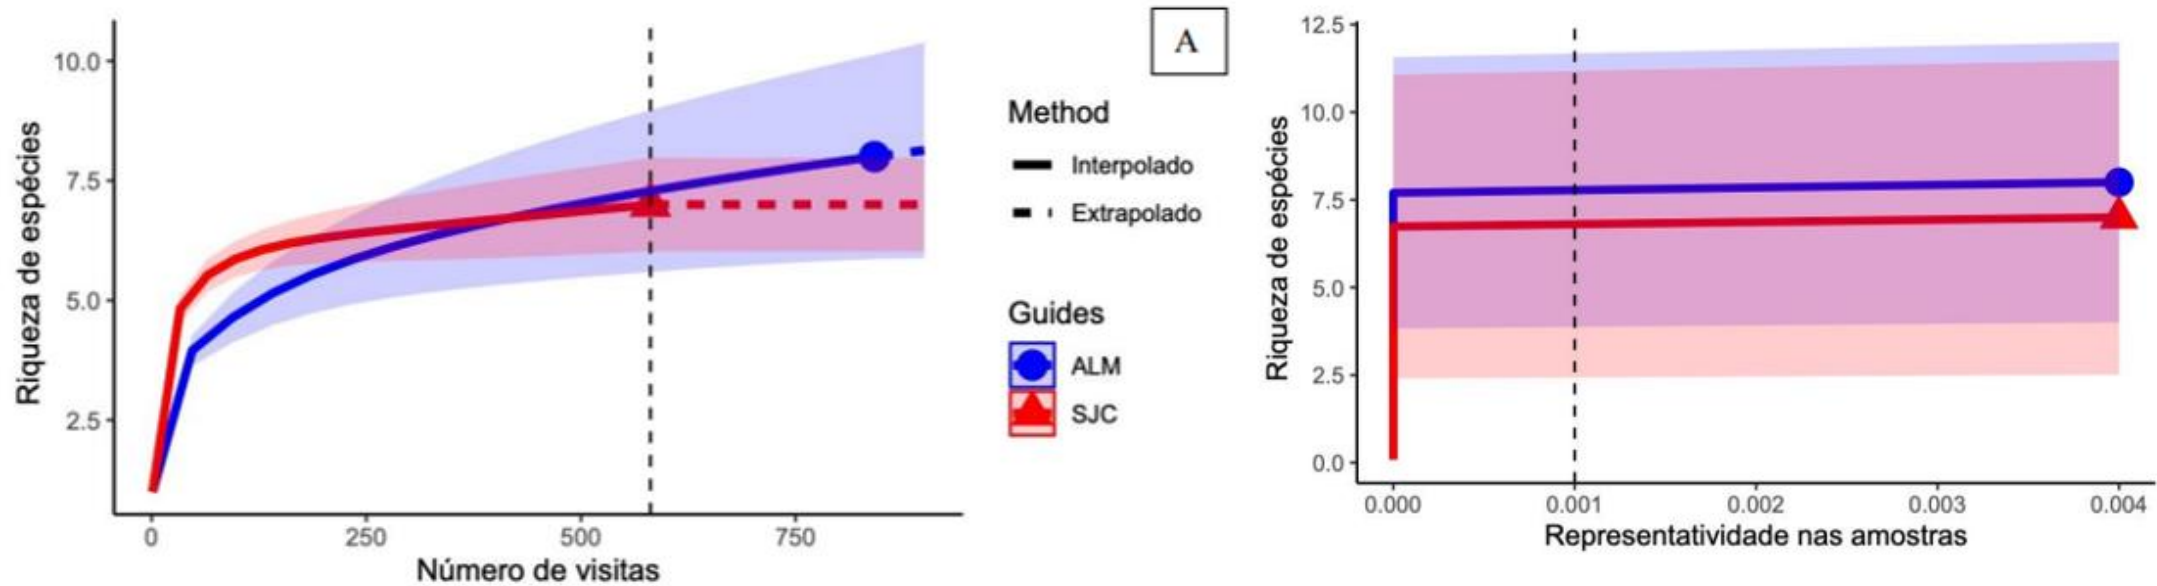 10.0
7.5
5.0
2.5
Riqueza de espécies
0
250
500
750
Número de visitas
A
Method
Interpolado
Extrapolado
Guides
ALM
SJC
12.5
10.0
7.5
5.0
2.5
0.0
Riqueza de espécies
0.000
0.001
0.002
0.003
0.004
Representatividade nas amostras